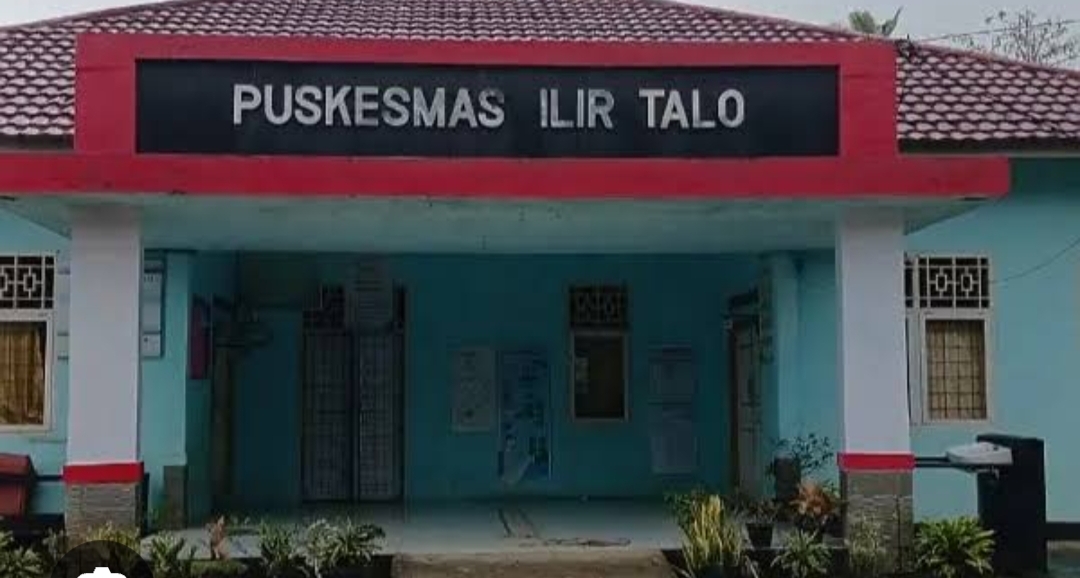 PUSKESMAS ILIR TALO